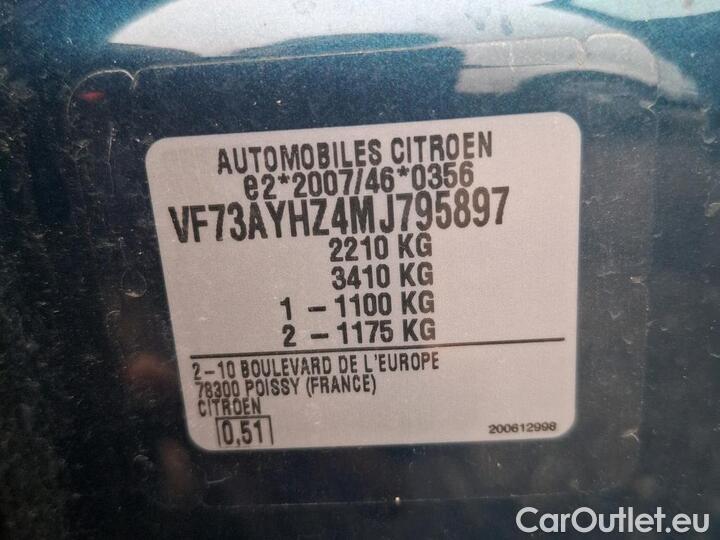 AUTOMOBILES CITROEN
e2*2007/46*0356
VF73AYHZ4MJ795897
2210 KG
3410 KG
1 - 1100 KG
2 - 1175 KG
2-10 BOULEVARD DE L'EUROPE
78300 POISSY (FRANCE)
CITROEN
0,51
200612998
CarOutlet.eu